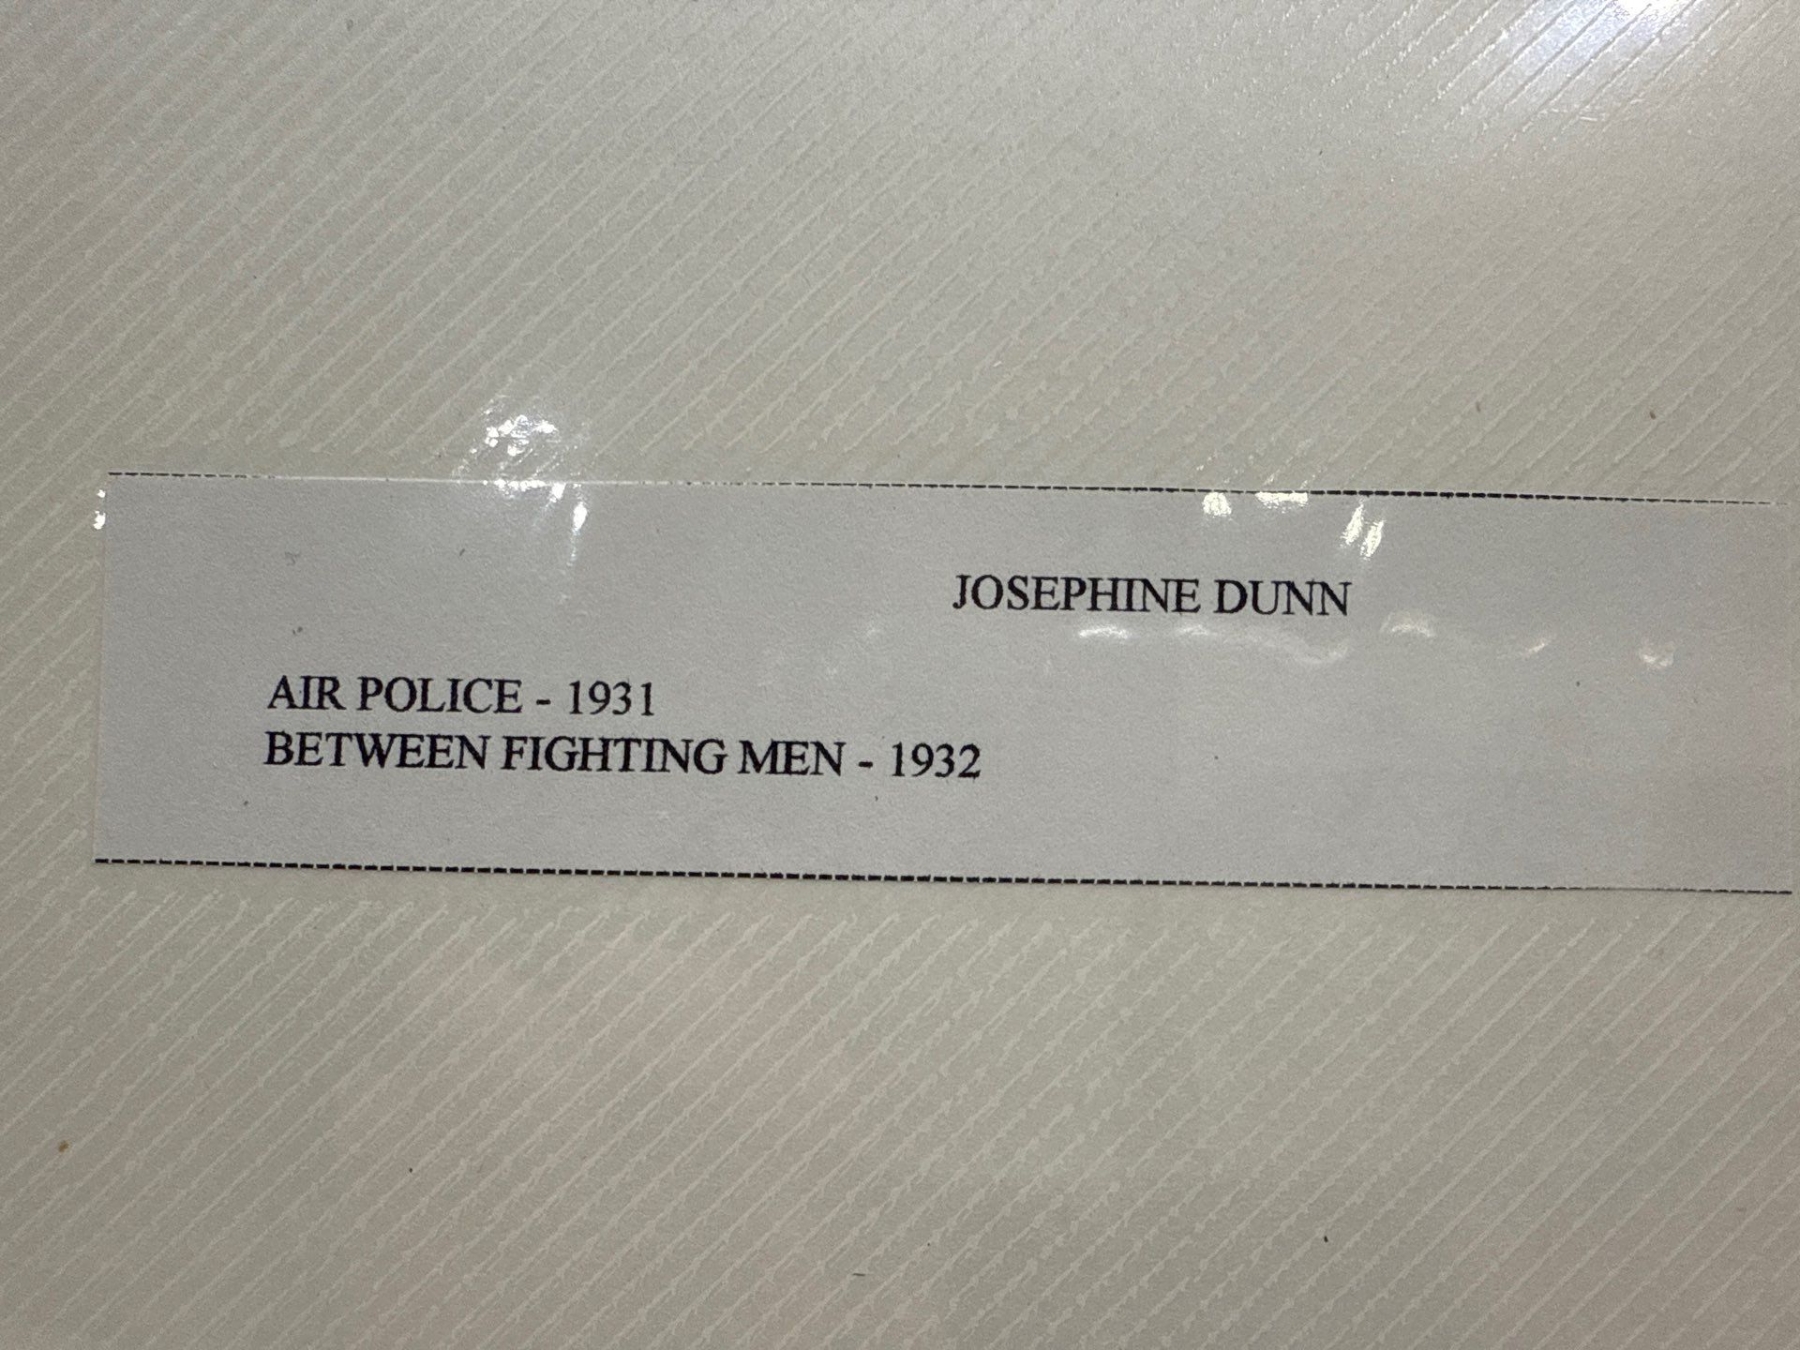 JOSEPHINE DUNN
AIR POLICE - 1931
BETWEEN FIGHTING MEN - 1932